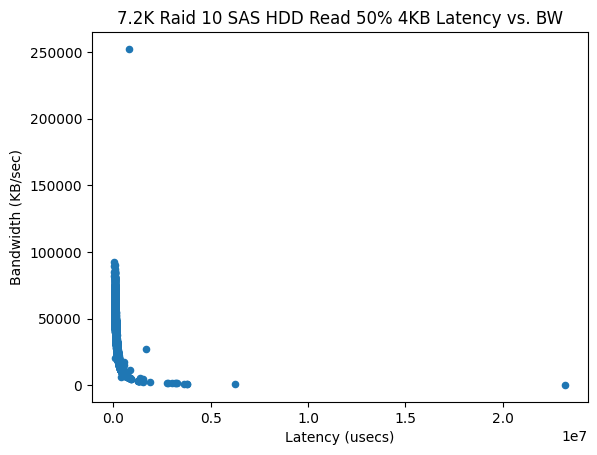 7.2K Raid 10 SAS HDD Read 50% 4KB Latency vs. BW
250000
200000
150000
100000
50000
0
Bandwidth (KB/sec)
0.0 0.5 1.0 1.5 2.0
1e7
Latency (usecs)